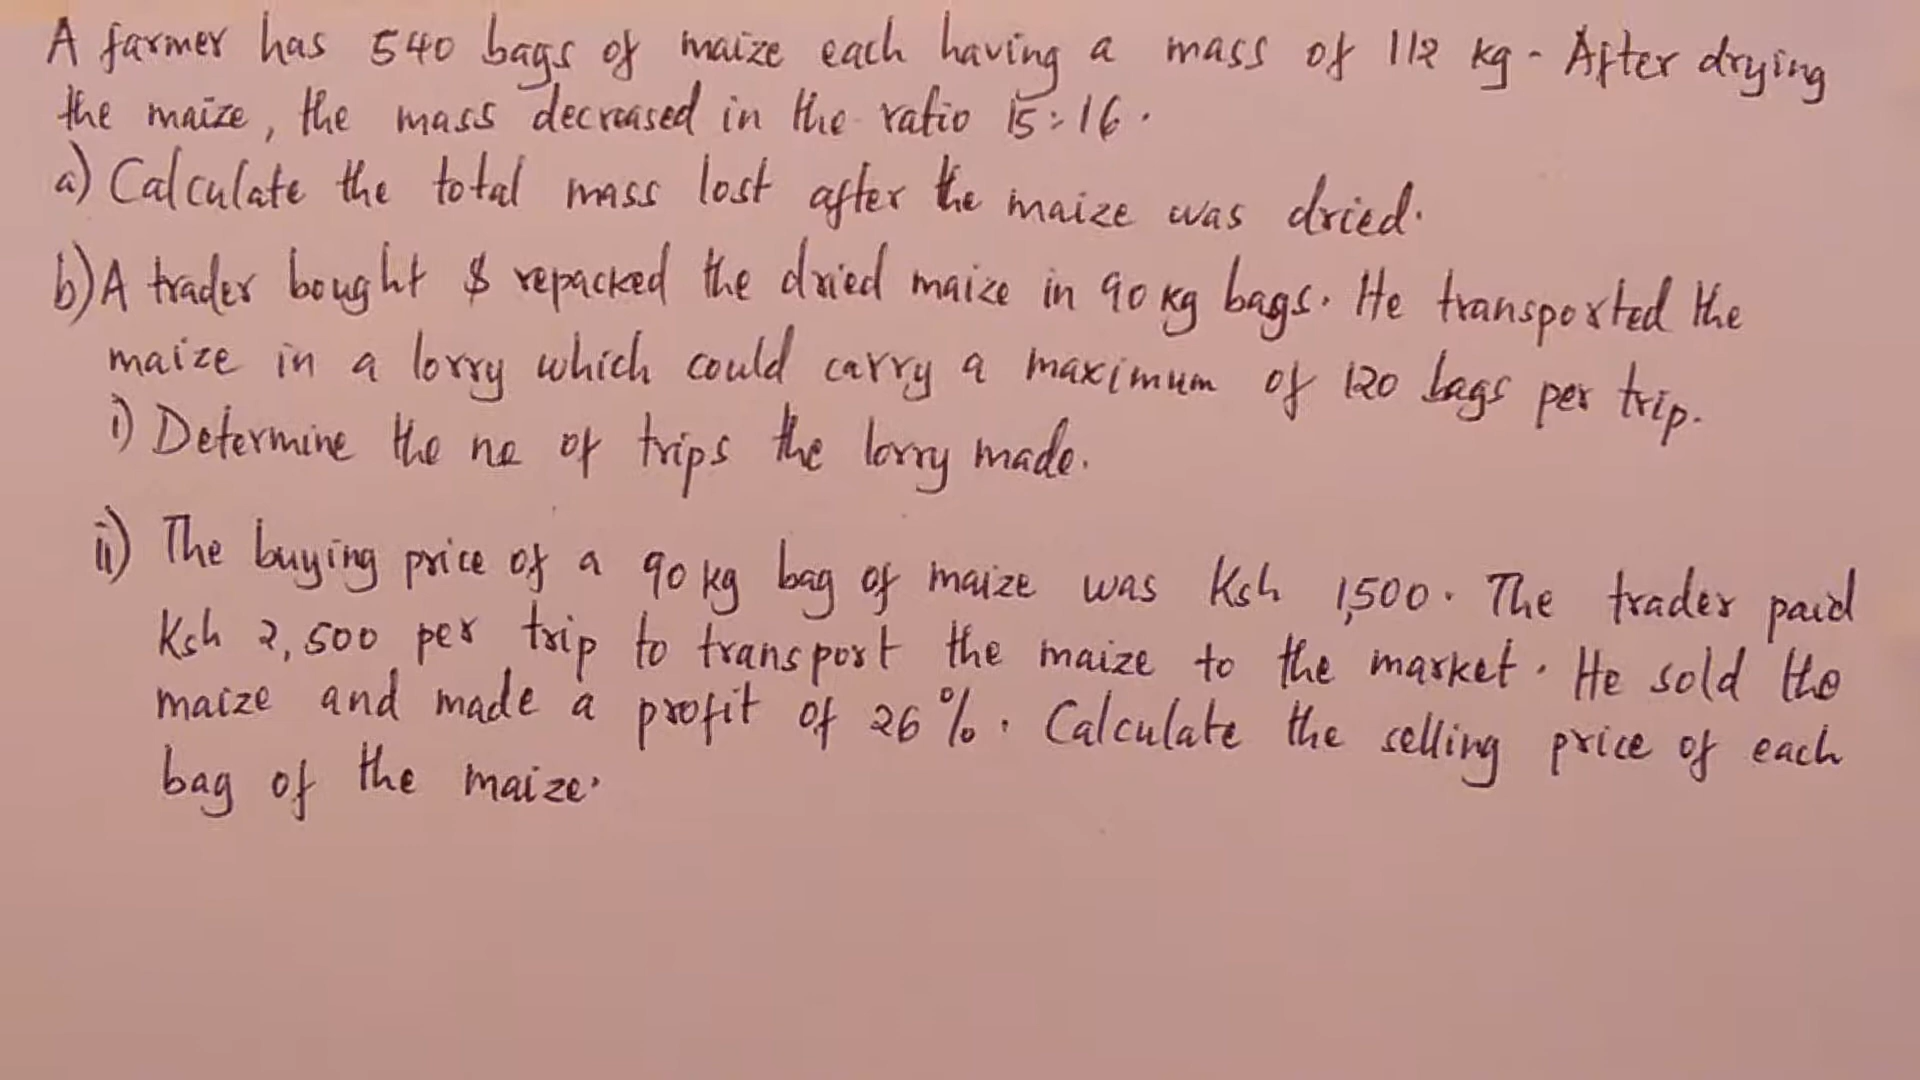 A farmer has 540 bags of maize each having a mass of 112 kg - After drying
the maize, the mass decreased in the ratio 15:16.
a) Calculate the total mass lost after the maize was dried.
b) A trader bought $ repacked the dried maize in 90 kg bags. He transported the
maize in a lorry which could carry a maximum of 120 bags per trip.
i) Determine the no of trips the lorry made.
ii) The buying price of a 90 kg bag of maize was Ksh 1,500. The trader paid
Ksh 2,500 per trip to transport the maize to the market. He sold the
maize and made a profit of 26%. Calculate the selling price of each
bag of the maize.